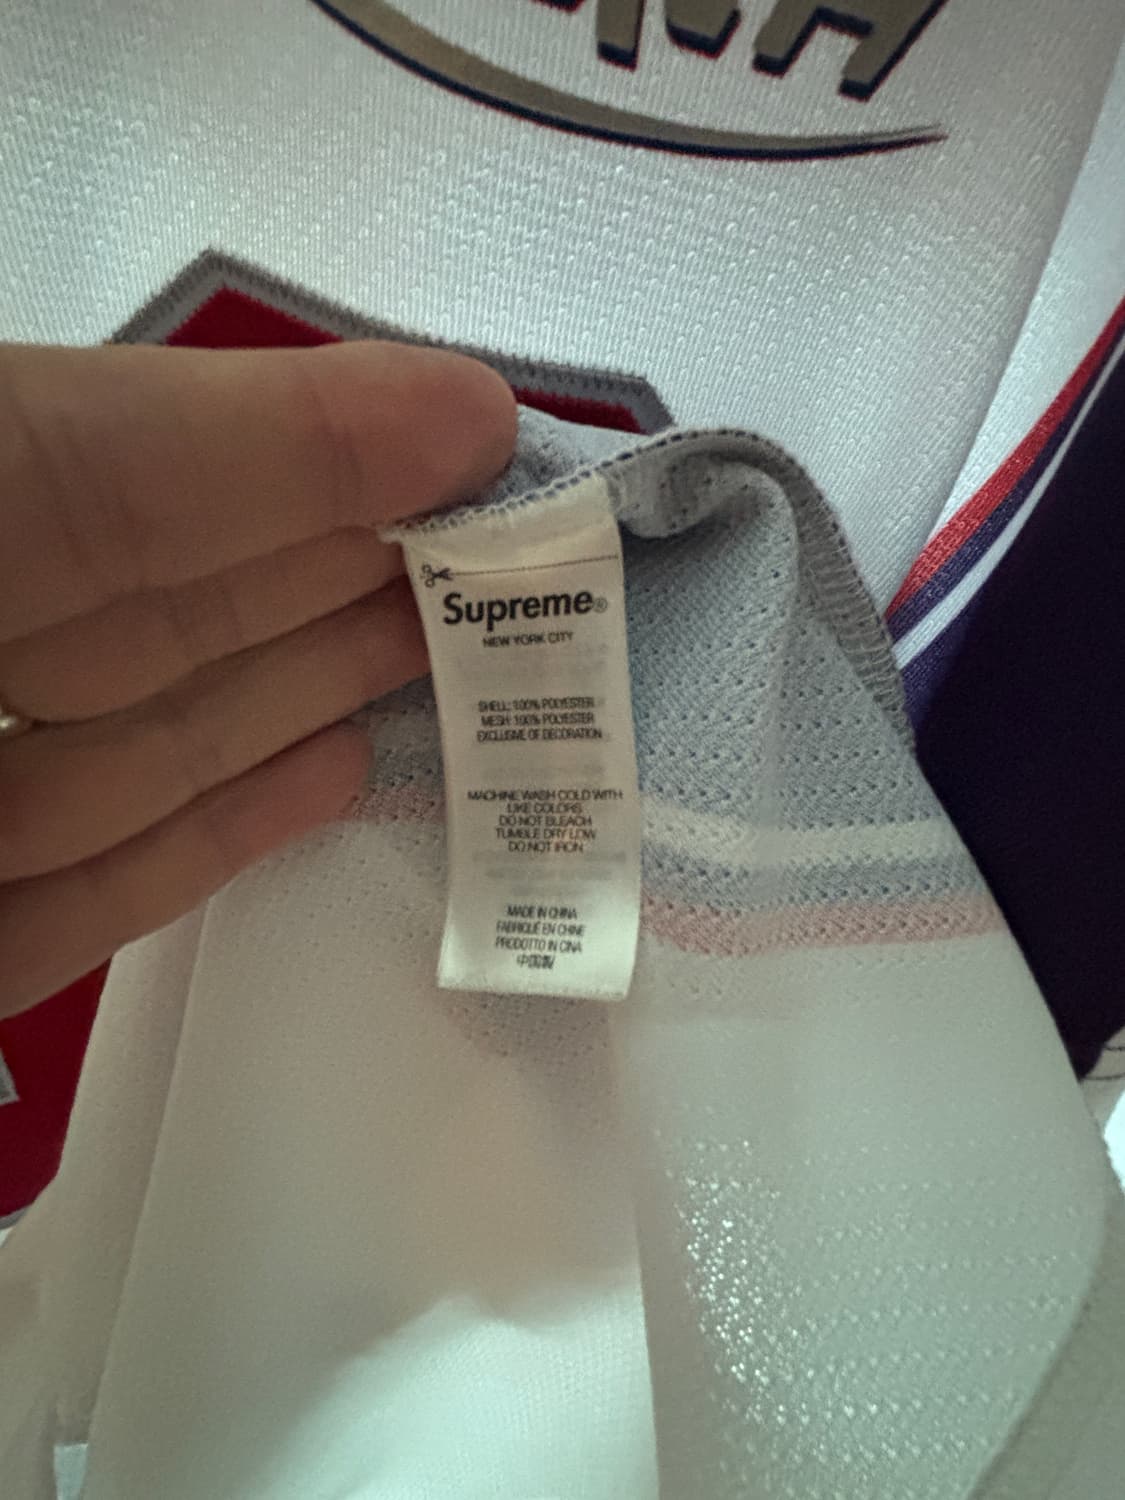 Supreme®
NEW YORK CITY
SHELL: 100% POLYESTER
MESH: 100% POLYESTER
EXCLUSIVE OF DECORATION
MACHINE WASH COLD WITH
LIKE COLORS
DO NOT BLEACH
TUMBLE DRY LOW
DO NOT IRON
MADE IN CHINA
FABRIQUÉ EN CHINE
PRODOTTO IN CINA